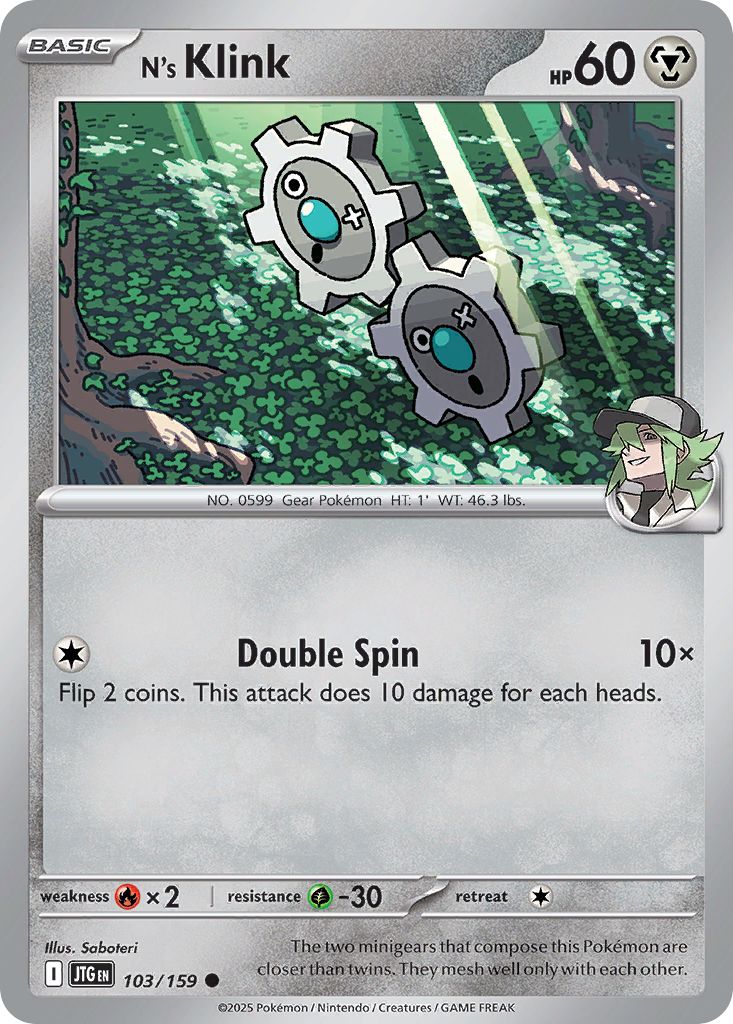 BASIC
N's Klink
HP 60
NO. 0599 Gear Pokémon HT: 1' WT: 46.3 lbs.
Double Spin 10×
Flip 2 coins. This attack does 10 damage for each heads.
weakness ×2 resistance -30 retreat
Illus. Saboteri
The two minigears that compose this Pokémon are
closer than twins. They mesh well only with each other.
I JTG EN 103/159
©2025 Pokémon / Nintendo / Creatures / GAME FREAK